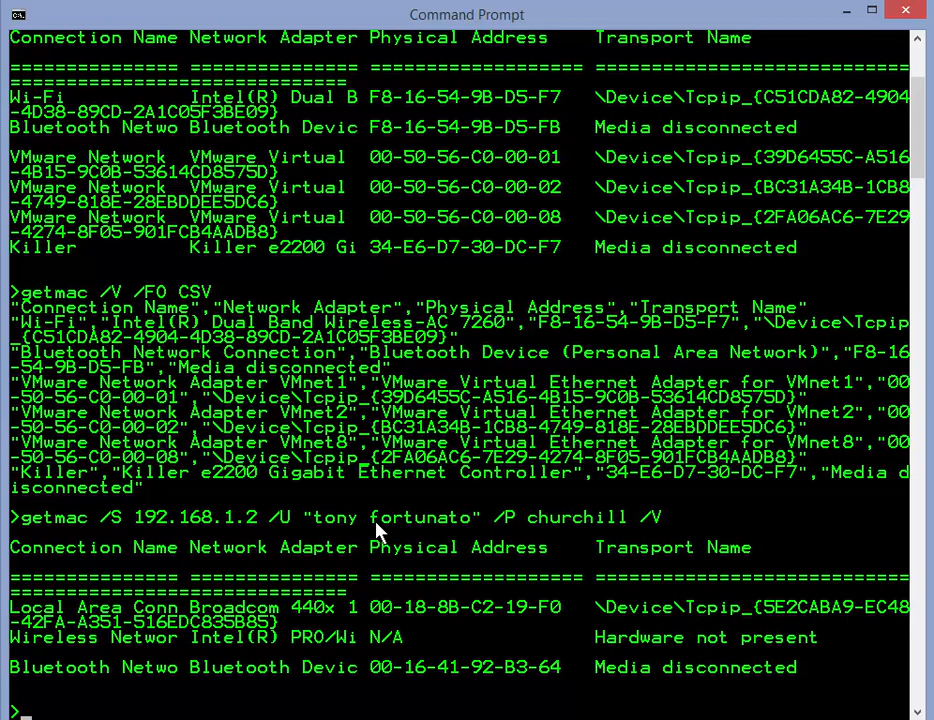 Command Prompt
Connection Name Network Adapter Physical Address    Transport Name
=============== =============== =================== ==========================================================
Wi-Fi           Intel(R) Dual B F8-16-54-9B-D5-F7   \Device\Tcpip_{C51CDA82-4904
-4D38-89CD-2A1C05F3BE09}
Bluetooth Netwo Bluetooth Devic F8-16-54-9B-D5-FB   Media disconnected
VMware Network  VMware Virtual  00-50-56-C0-00-01   \Device\Tcpip_{39D6455C-A516
-4B15-9C0B-53614CD8575D}
VMware Network  VMware Virtual  00-50-56-C0-00-02   \Device\Tcpip_{BC31A34B-1CB8
-4749-818E-28EBDDEE5DC6}
VMware Network  VMware Virtual  00-50-56-C0-00-08   \Device\Tcpip_{2FA06AC6-7E29
-4274-8F05-901FCB4AADB8}
Killer          Killer e2200 Gi 34-E6-D7-30-DC-F7   Media disconnected
>getmac /V /FO CSV
"Connection Name","Network Adapter","Physical Address","Transport Name"
"Wi-Fi","Intel(R) Dual Band Wireless-AC 7260","F8-16-54-9B-D5-F7","\Device\Tcpip
_{C51CDA82-4904-4D38-89CD-2A1C05F3BE09}"
"Bluetooth Network Connection","Bluetooth Device (Personal Area Network)","F8-16
-54-9B-D5-FB","Media disconnected"
"VMware Network Adapter VMnet1","VMware Virtual Ethernet Adapter for VMnet1","00
-50-56-C0-00-01","\Device\Tcpip_{39D6455C-A516-4B15-9C0B-53614CD8575D}"
"VMware Network Adapter VMnet2","VMware Virtual Ethernet Adapter for VMnet2","00
-50-56-C0-00-02","\Device\Tcpip_{BC31A34B-1CB8-4749-818E-28EBDDEE5DC6}"
"VMware Network Adapter VMnet8","VMware Virtual Ethernet Adapter for VMnet8","00
-50-56-C0-00-08","\Device\Tcpip_{2FA06AC6-7E29-4274-8F05-901FCB4AADB8}"
"Killer","Killer e2200 Gigabit Ethernet Controller","34-E6-D7-30-DC-F7","Media d
isconnected"
>getmac /S 192.168.1.2 /U "tony fortunato" /P churchill /V
Connection Name Network Adapter Physical Address    Transport Name
=============== =============== =================== ==========================================================
Local Area Conn Broadcom 440x 1 00-18-8B-C2-19-F0   \Device\Tcpip_{5E2CABA9-EC48
-42FA-A351-516EDC835B85}
Wireless Networ Intel(R) PRO/Wi N/A                 Hardware not present
Bluetooth Netwo Bluetooth Devic 00-16-41-92-B3-64   Media disconnected
>_